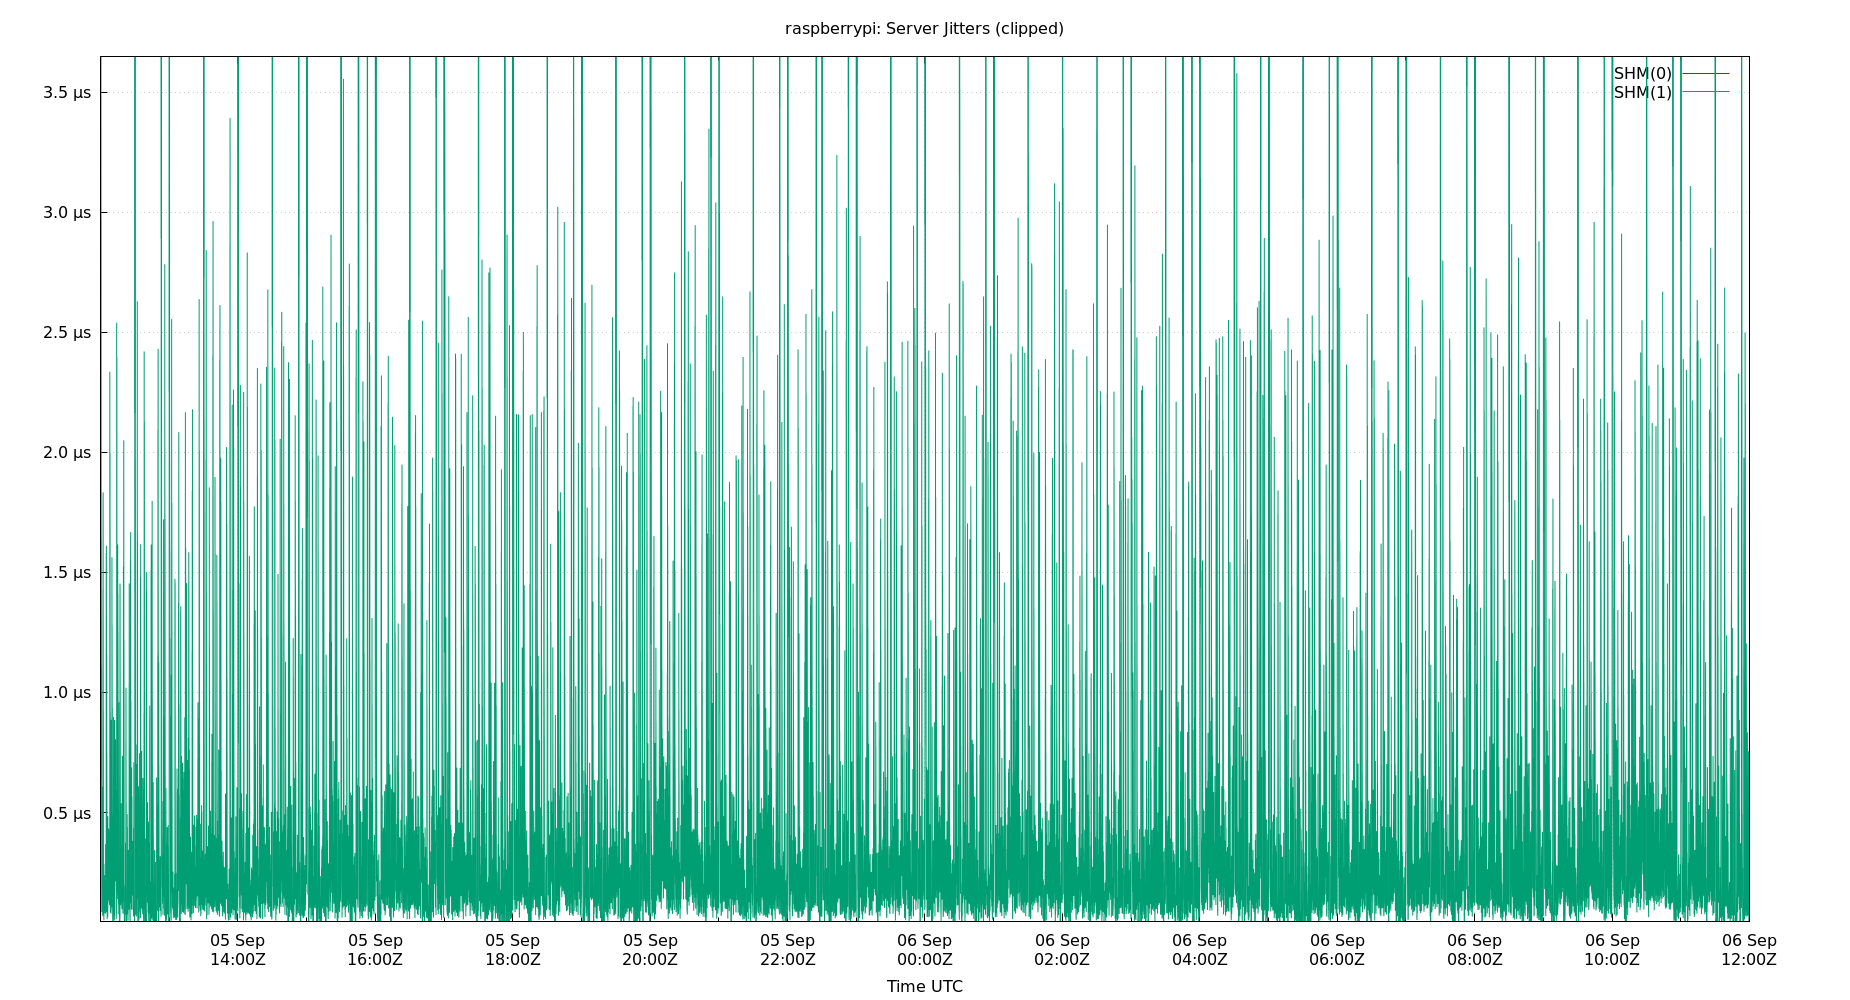 raspberrypi: Server Jitters (clipped)
SHM(0)
SHM(1)
3.5 µs
3.0 µs
2.5 µs
2.0 µs
1.5 µs
1.0 µs
0.5 µs
05 Sep 05 Sep 05 Sep 05 Sep 05 Sep 06 Sep 06 Sep 06 Sep 06 Sep 06 Sep 06 Sep 06 Sep
14:00Z 16:00Z 18:00Z 20:00Z 22:00Z 00:00Z 02:00Z 04:00Z 06:00Z 08:00Z 10:00Z 12:00Z
Time UTC